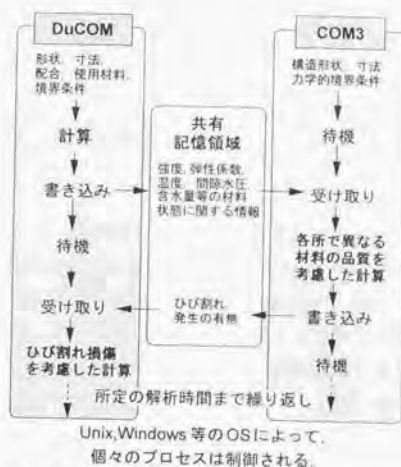 DuCOM
形状, 寸法,
配合, 使用材料,
境界条件
計算
書き込み
待機
受け取り
ひび割れ損傷
を考慮した計算
共有
記憶領域
強度, 弾性係数,
温度, 間隙水圧
含水量等の材料
状態に関する情報
ひび割れ
発生の有無
COM3
構造形状, 寸法
力学的境界条件
待機
受け取り
各所で異なる
材料の品質を
考慮した計算
書き込み
待機
所定の解析時間まで繰り返し
Unix,Windows 等のOSによって,
個々のプロセスは制御される.